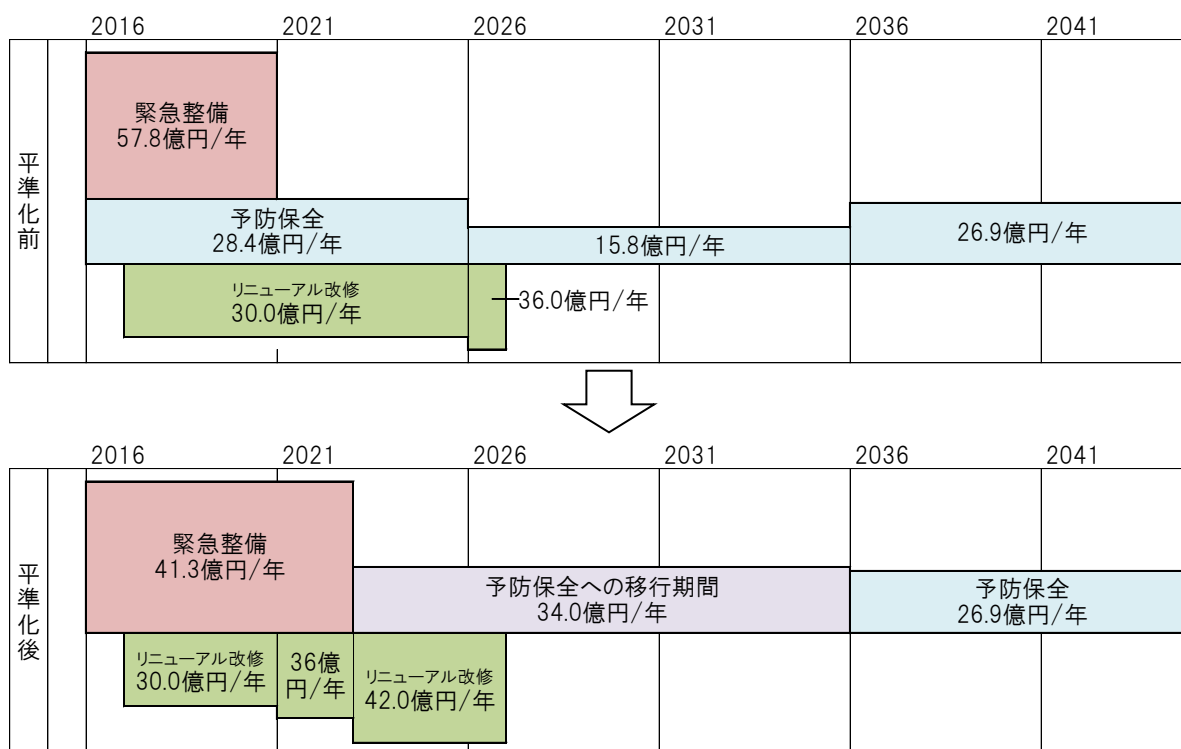 2016 2021 2026 2031 2036 2041
平準化前
緊急整備
57.8億円/年
予防保全
28.4億円/年
15.8億円/年
26.9億円/年
リニューアル改修
30.0億円/年
36.0億円/年
2016 2021 2026 2031 2036 2041
平準化後
緊急整備
41.3億円/年
予防保全への移行期間
34.0億円/年
予防保全
26.9億円/年
リニューアル改修
30.0億円/年
36億
円/年
リニューアル改修
42.0億円/年